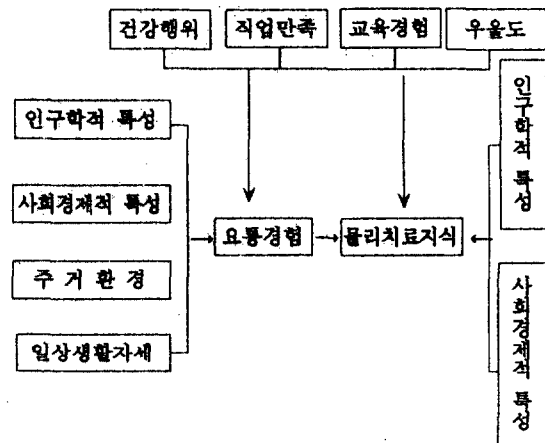 건강행위
직업만족
교육경험
우울도
인구학적 특성
사회경제적 특성
주 거 환 경
일상생활자세
요통경험
물리치료지식
인구학적 특성
사회경제적 특성